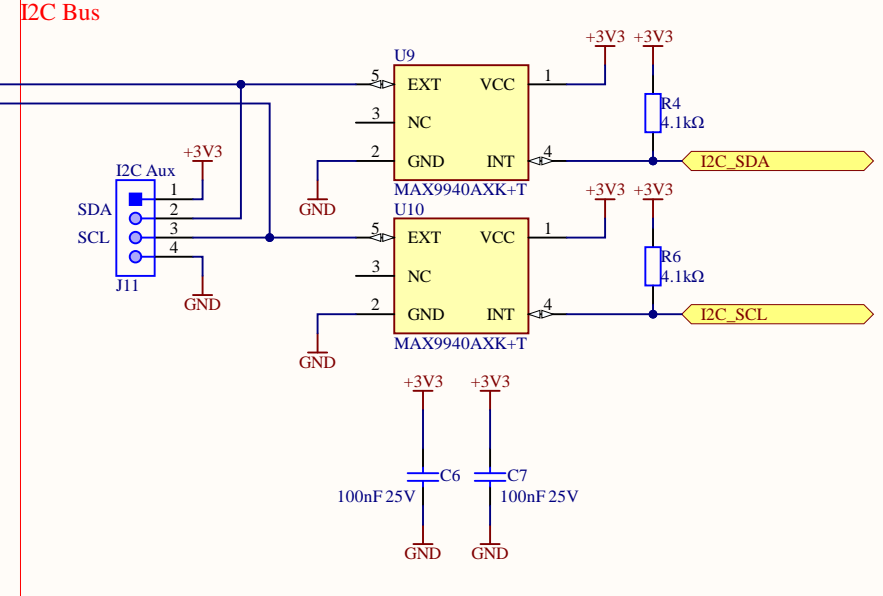 I2C Bus
U9
+3V3 +3V3
5 EXT VCC 1
3 NC
2 GND INT 4
MAX9940AXK+T
GND
R4
4.1kΩ
I2C_SDA
+3V3
I2C Aux
1
SDA 2
SCL 3
4
J11
GND
U10
+3V3 +3V3
5 EXT VCC 1
3 NC
2 GND INT 4
MAX9940AXK+T
GND
R6
4.1kΩ
I2C_SCL
+3V3 +3V3
C6 C7
100nF 25V 100nF 25V
GND GND